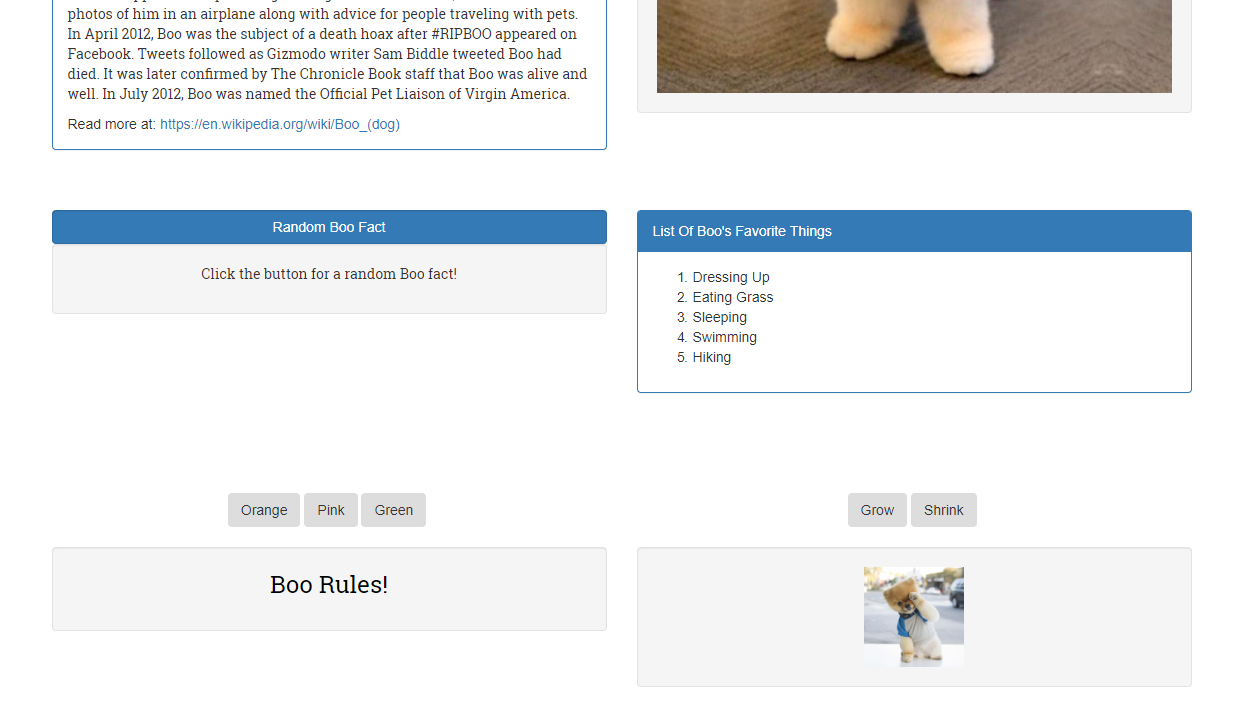 photos of him in an airplane along with advice for people traveling with pets.
In April 2012, Boo was the subject of a death hoax after #RIPBOO appeared on
Facebook. Tweets followed as Gizmodo writer Sam Biddle tweeted Boo had
died. It was later confirmed by The Chronicle Book staff that Boo was alive and
well. In July 2012, Boo was named the Official Pet Liaison of Virgin America.
Read more at: https://en.wikipedia.org/wiki/Boo_(dog)
Random Boo Fact
Click the button for a random Boo fact!
List Of Boo's Favorite Things
1. Dressing Up
2. Eating Grass
3. Sleeping
4. Swimming
5. Hiking
Orange Pink Green
Boo Rules!
Grow Shrink